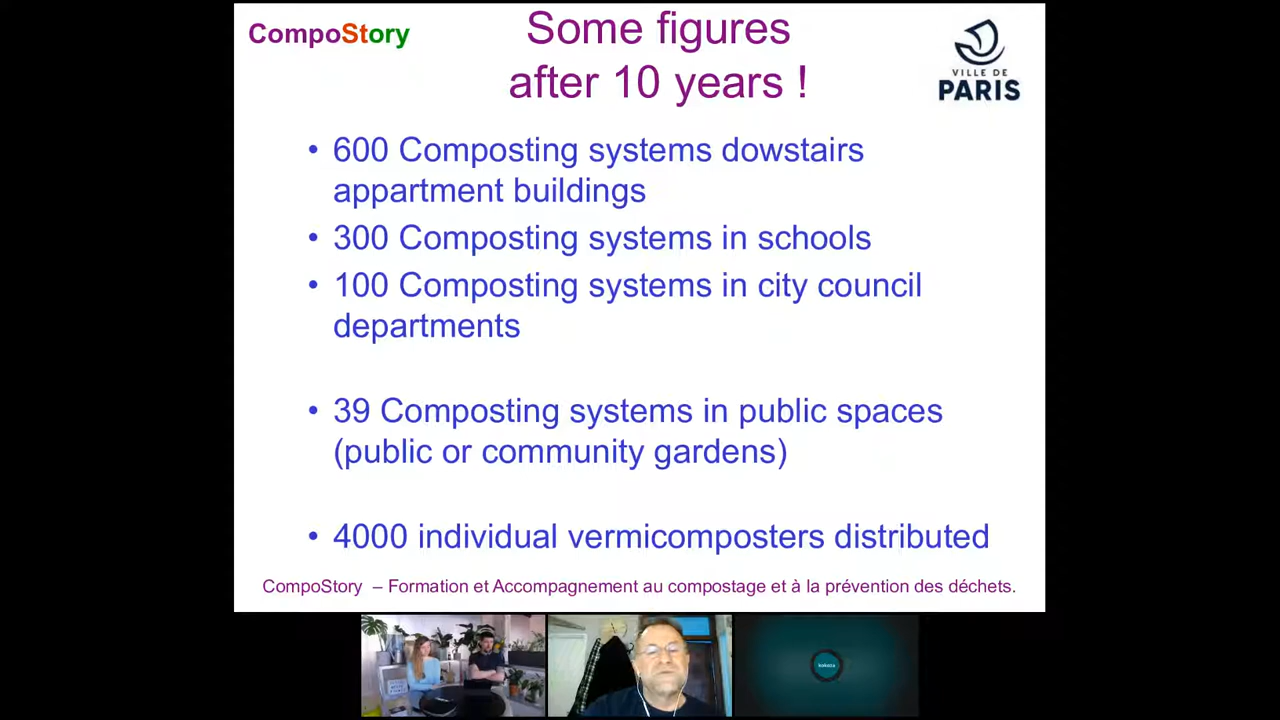 CompoStory
Some figures
after 10 years !
VILLE DE
PARIS
• 600 Composting systems dowstairs
appartment buildings
• 300 Composting systems in schools
• 100 Composting systems in city council
departments
• 39 Composting systems in public spaces
(public or community gardens)
• 4000 individual vermicomposters distributed
CompoStory – Formation et Accompagnement au compostage et à la prévention des déchets.
kokoza